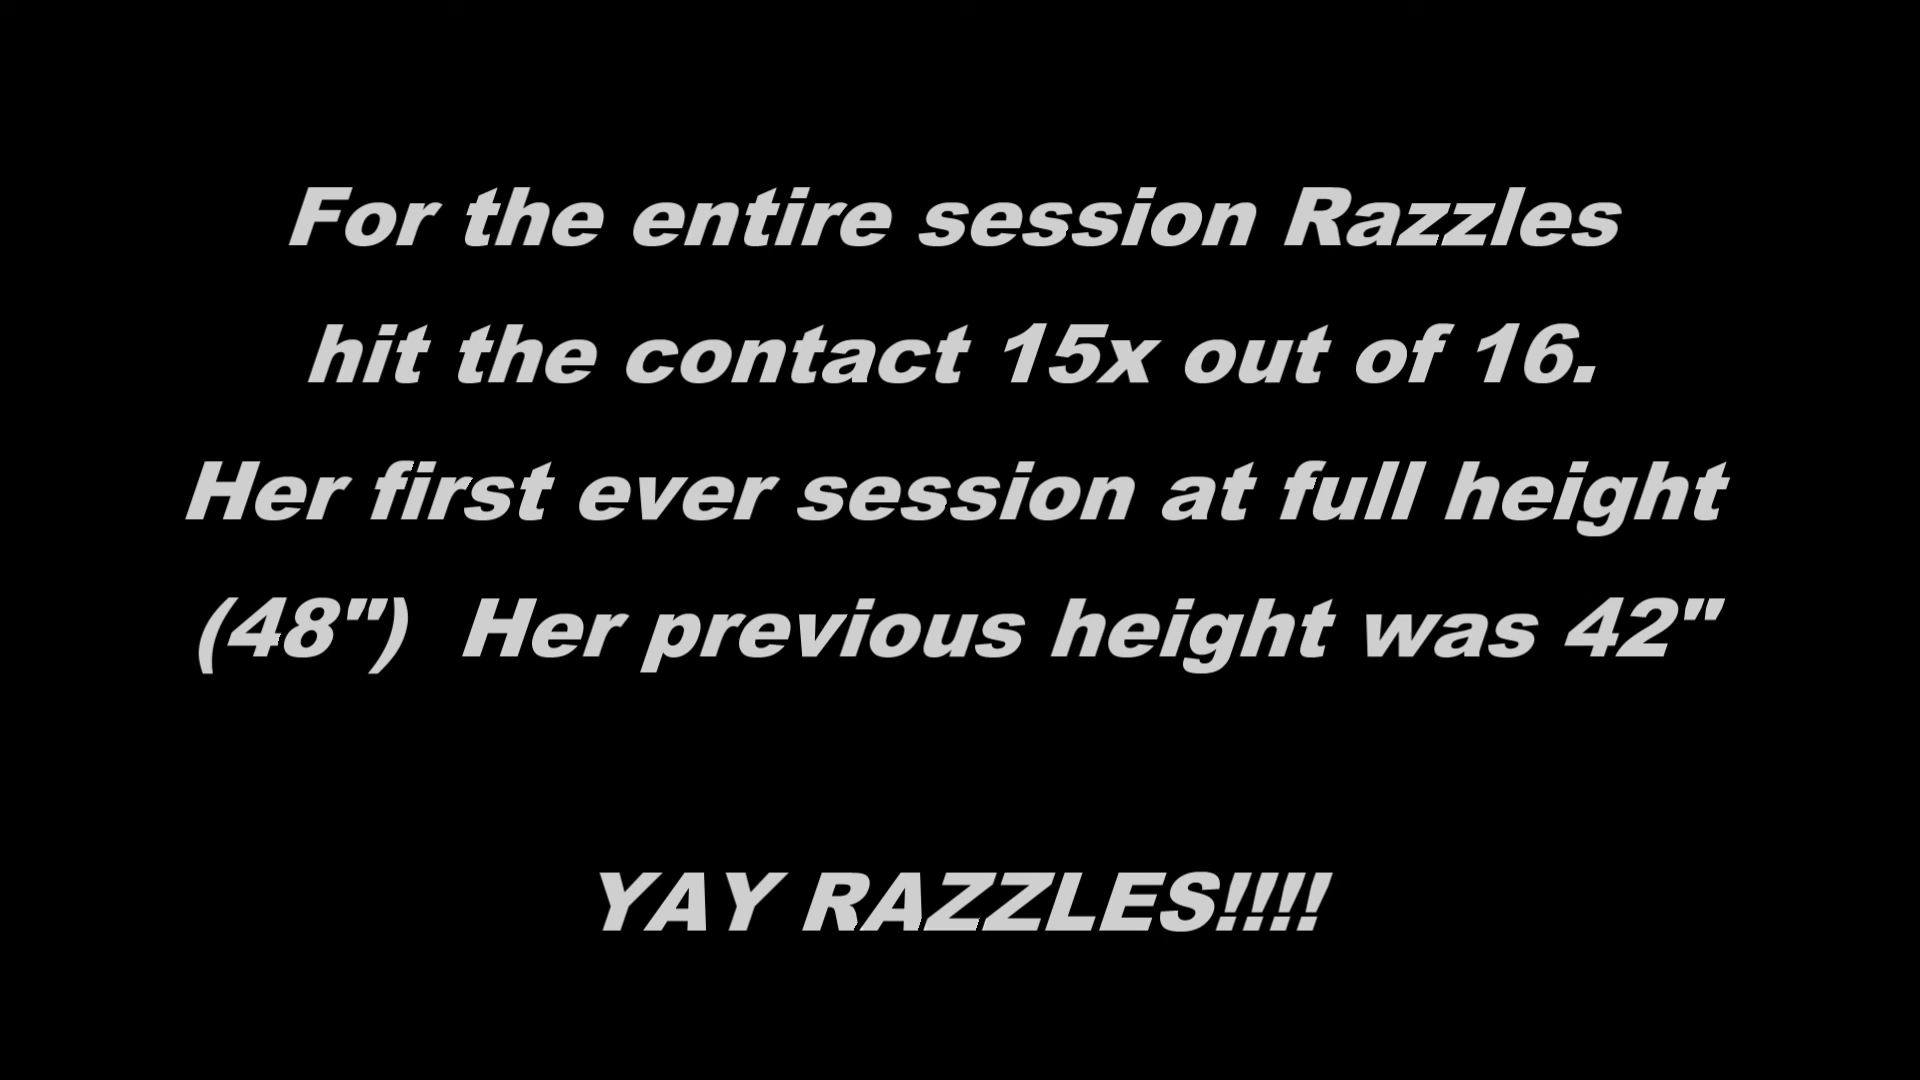 For the entire session Razzles
hit the contact 15x out of 16.
Her first ever session at full height
(48")  Her previous height was 42"
YAY RAZZLES!!!!